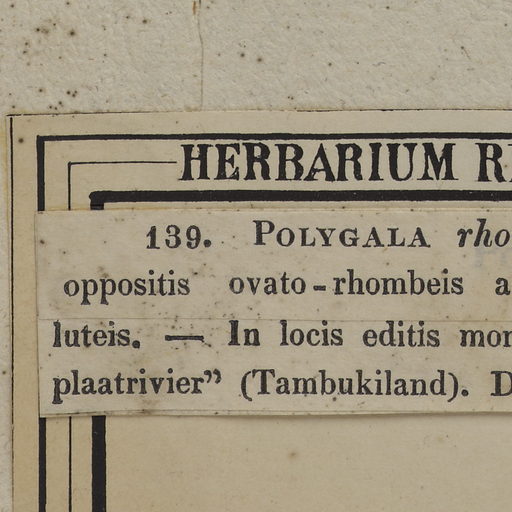 HERBARIUM R
139. POLYGALA rho
oppositis ovato-rhombeis a
luteis. — In locis editis mon
plaatrivier” (Tambukiland). D